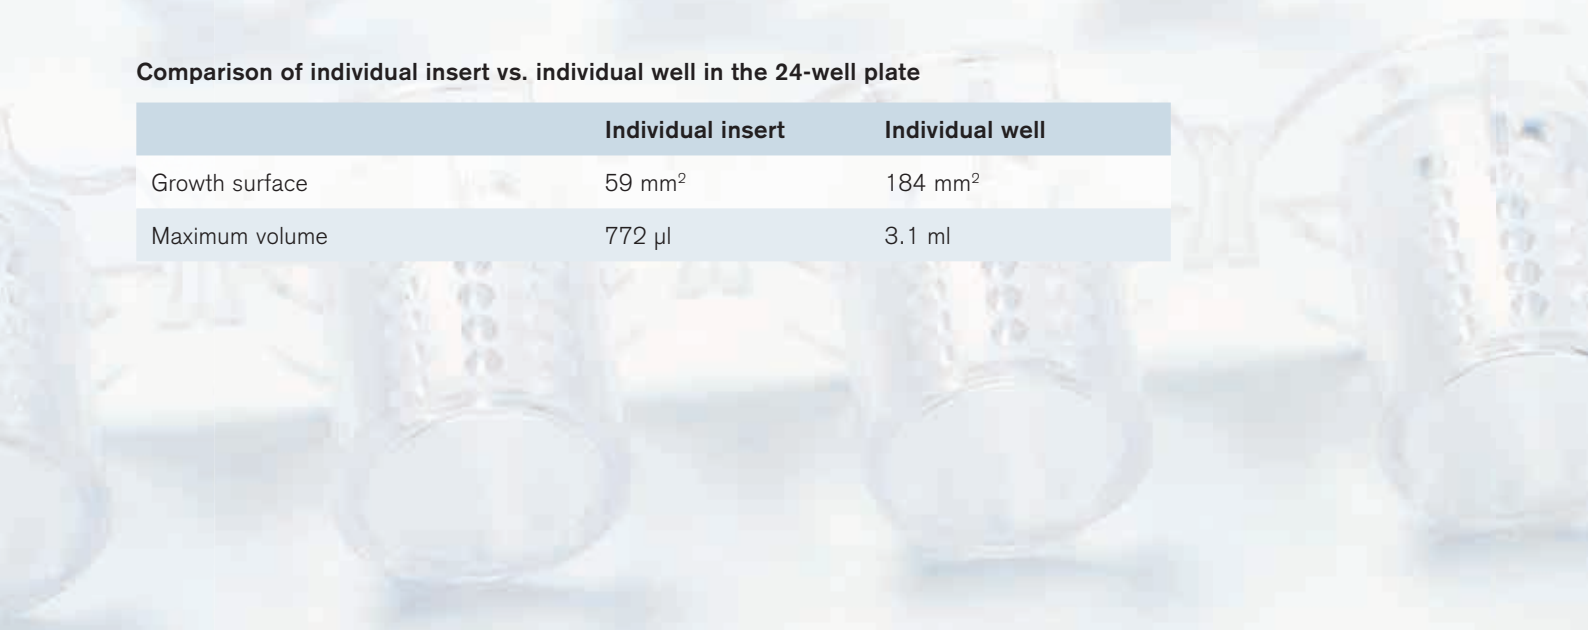 Comparison of individual insert vs. individual well in the 24-well plate
Individual insert Individual well
Growth surface 59 mm² 184 mm²
Maximum volume 772 µl 3.1 ml